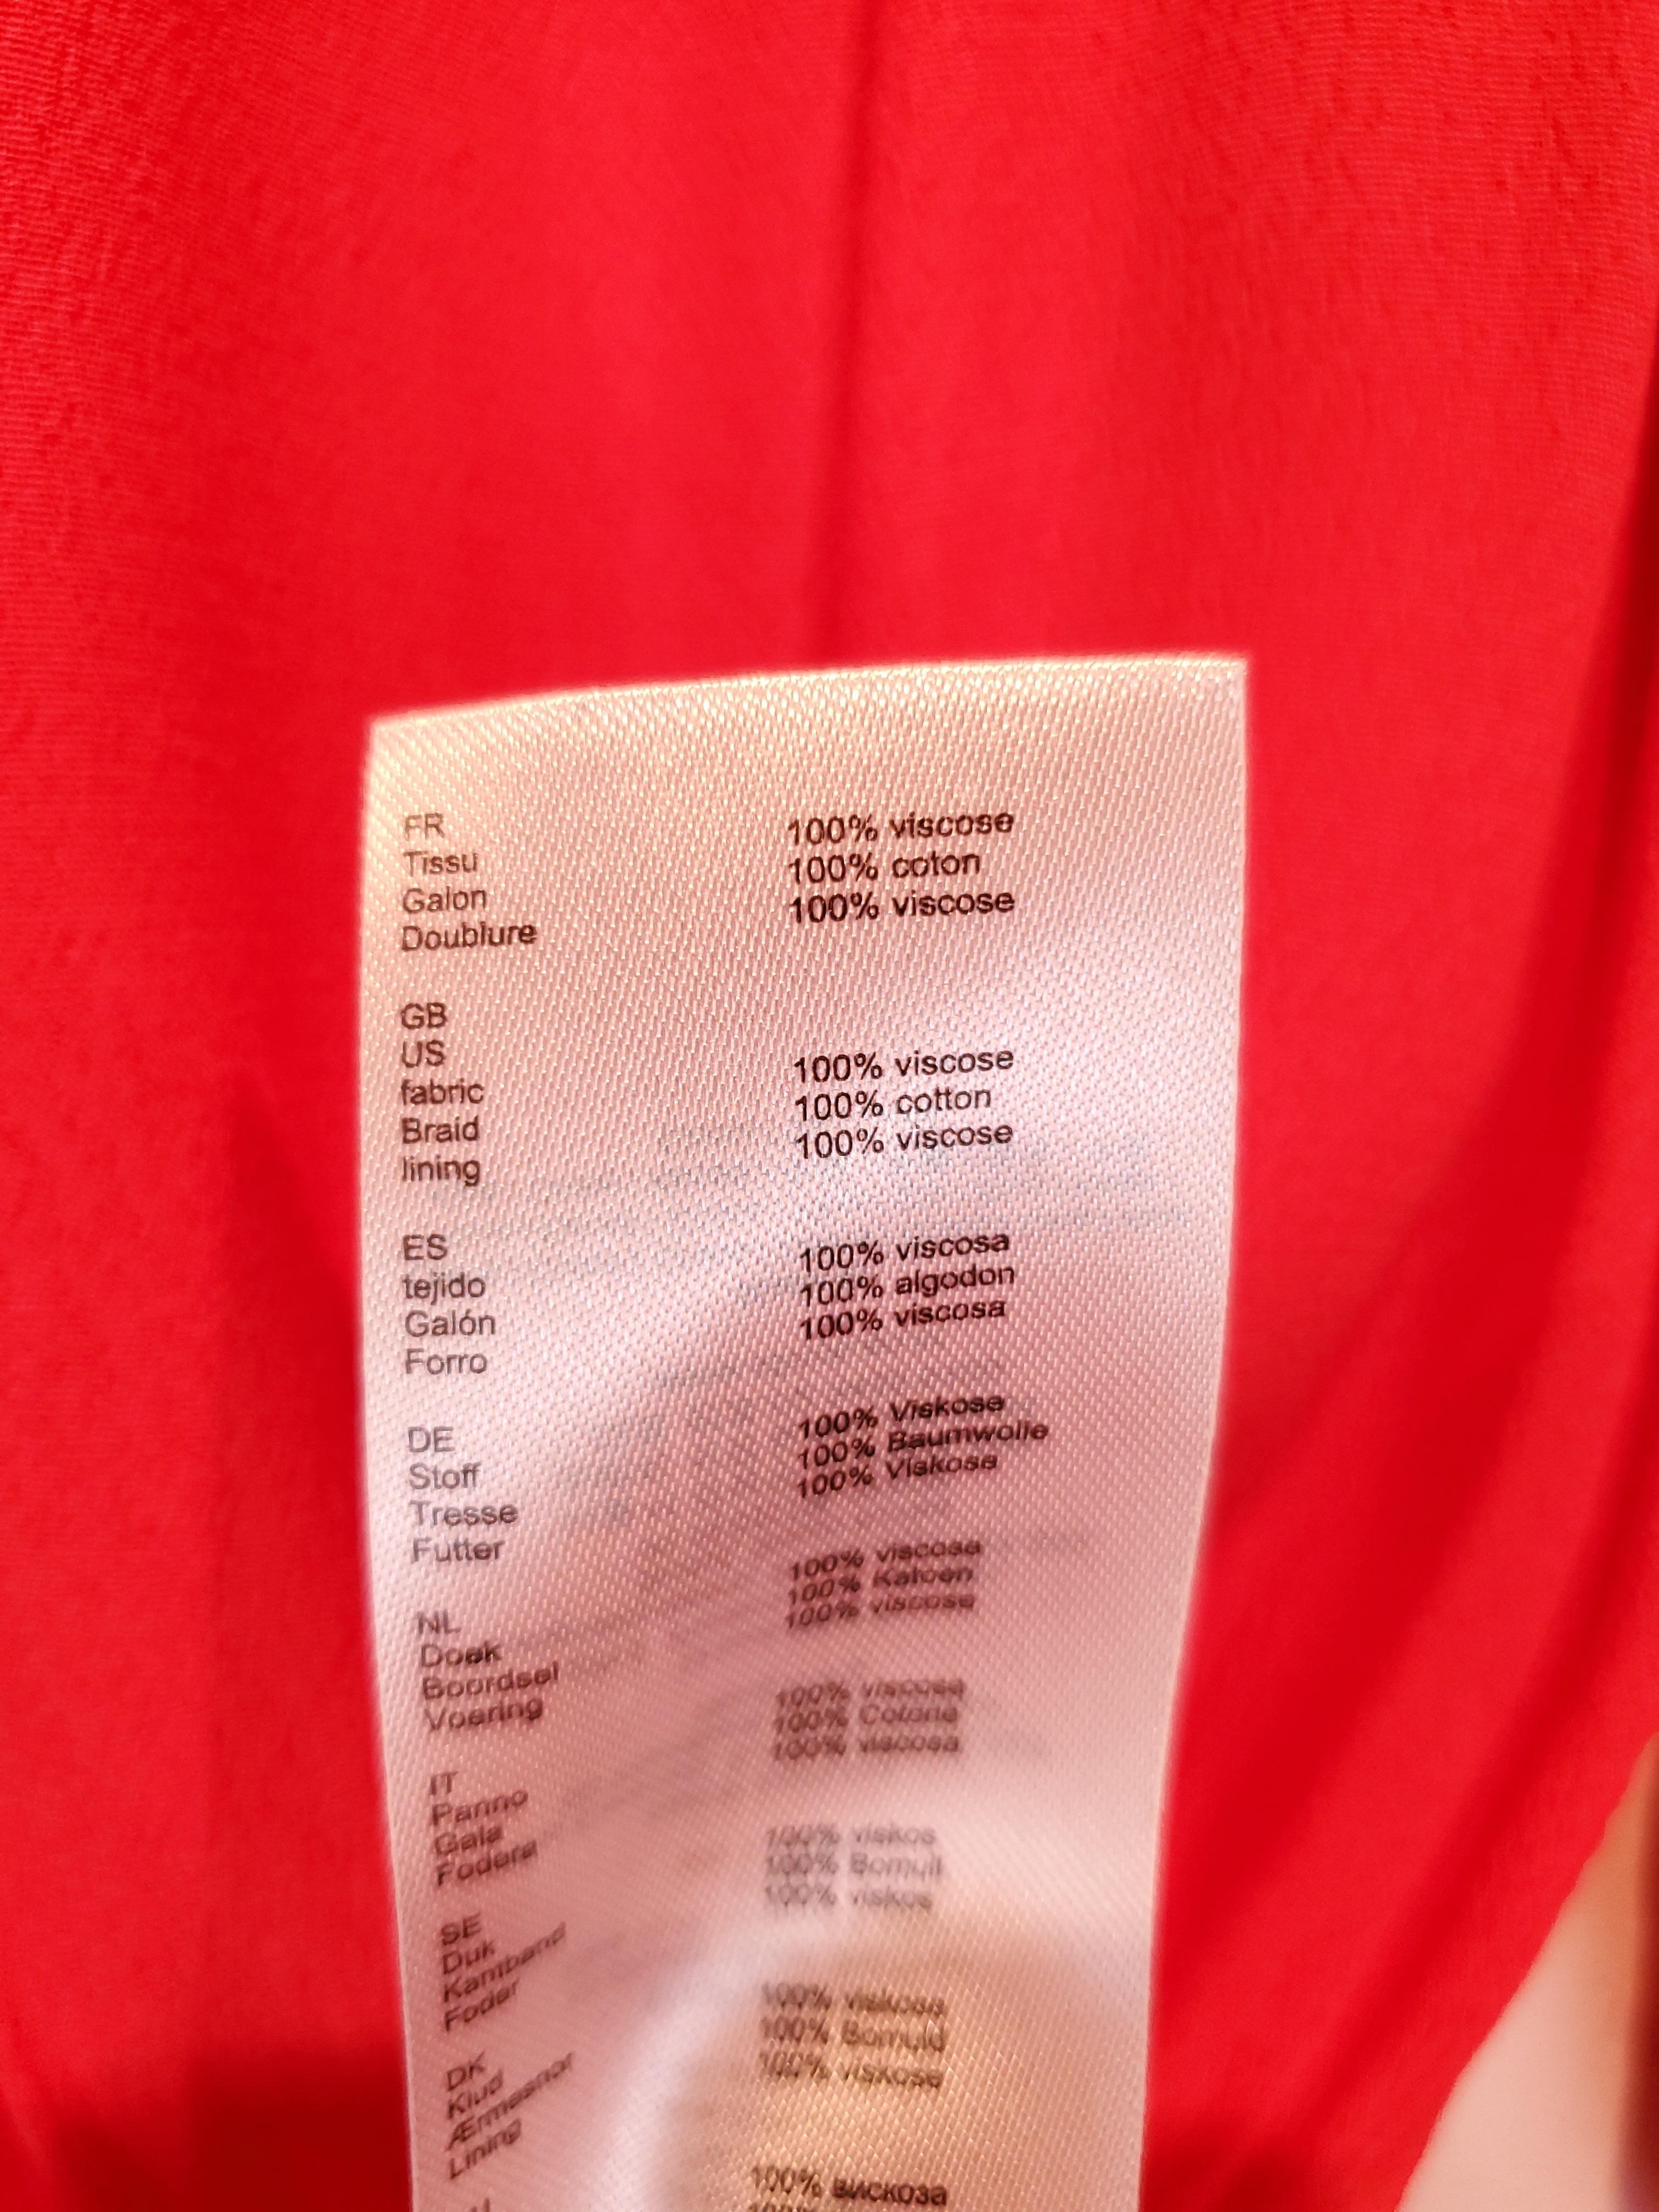 FR
Tissu 100% viscose
Galon 100% coton
Doublure 100% viscose
GB
US
fabric 100% viscose
Braid 100% cotton
lining 100% viscose
ES
tejido 100% viscosa
Galón 100% algodon
Forro 100% viscosa
DE
Stoff 100% Viskose
Tresse 100% Baumwolle
Futter 100% Viskose
NL
Doek 100% viscose
Boordsel 100% Katoen
Voering 100% viscose
IT
Panno 100% viscosa
Gala 100% Cotone
Fodera 100% viscosa
SE
Duk 100% viskos
Kantband 100% Bomull
Foder 100% viskos
DK
Klud 100% viskose
Ærmesnor 100% Bomuld
Lining 100% viskose
100% вискоза